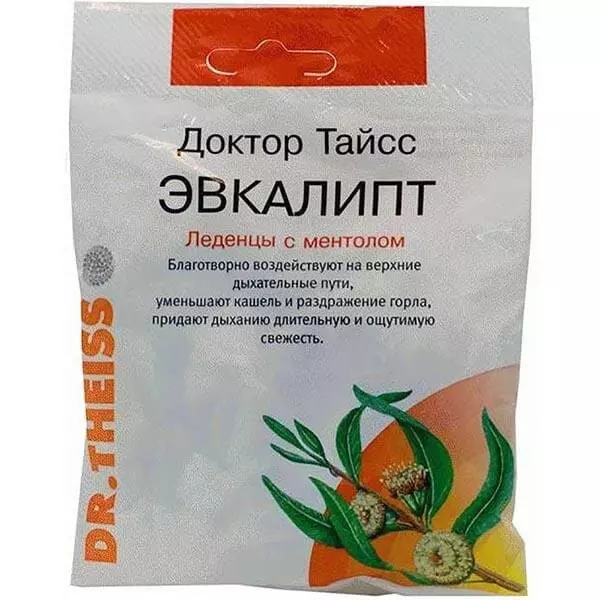 Доктор Тайсс
ЭВКАЛИПТ
Леденцы с ментолом
Благотворно воздействуют на верхние
дыхательные пути,
уменьшают кашель и раздражение горла,
придают дыханию длительную и ощутимую
свежесть.
DR.THEISS